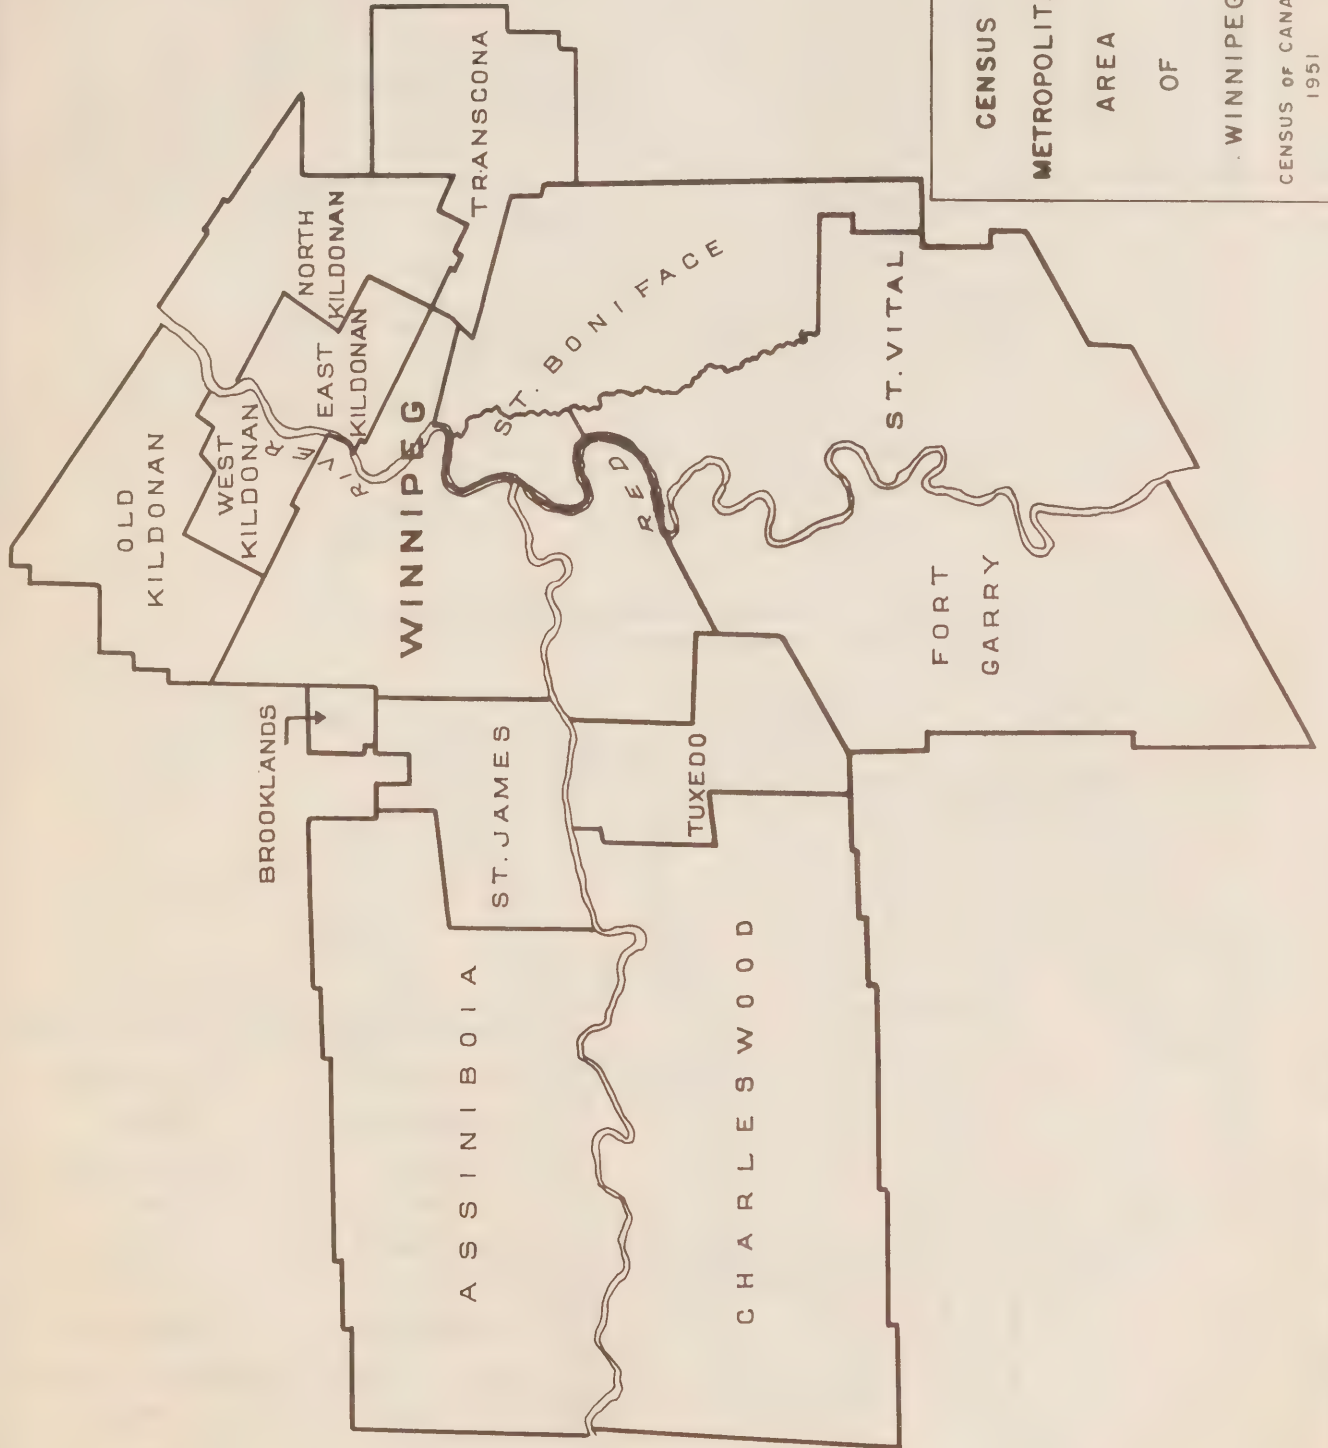 CENSUS
METROPOLITA
AREA
OF
WINNIPEG
CENSUS OF CANA
1951
OLD
KILDONAN
WEST
KILDONAN
NORTH
KILDONAN
EAST
KILDONAN
TRANSCONA
WINNIPEG
BROOKLANDS
ST. JAMES
ST. BONIFACE
RED
RIVER
ST. VITAL
TUXEDO
FORT
GARRY
ASSINIBOIA
CHARLESWOOD